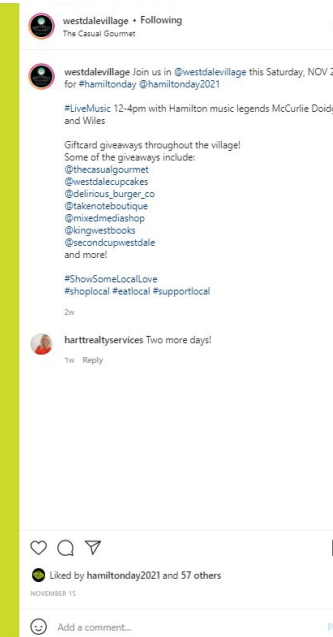 westdalevillage • Following
The Casual Gourmet
westdalevillage Join us in @westdalevillage this Saturday, NOV
for #hamiltonday @hamiltonday2021
#LiveMusic 12-4pm with Hamilton music legends McCurlie
and Wiles
Giftcard giveaways throughout the village!
Some of the giveaways include:
@thecasualgourmet
@westdalecupcakes
@delirious_burger_co
@takenoteboutique
@mixedmediashop
@kingwestbooks
@secondcupwestdale
and more!
#ShowSomeLocalLove
#shoplocal #eatlocal #supportlocal
2w
harttrealtyservices Two more days!
1w Reply
Liked by hamiltonday2021 and 57 others
NOVEMBER 15
Add a comment...